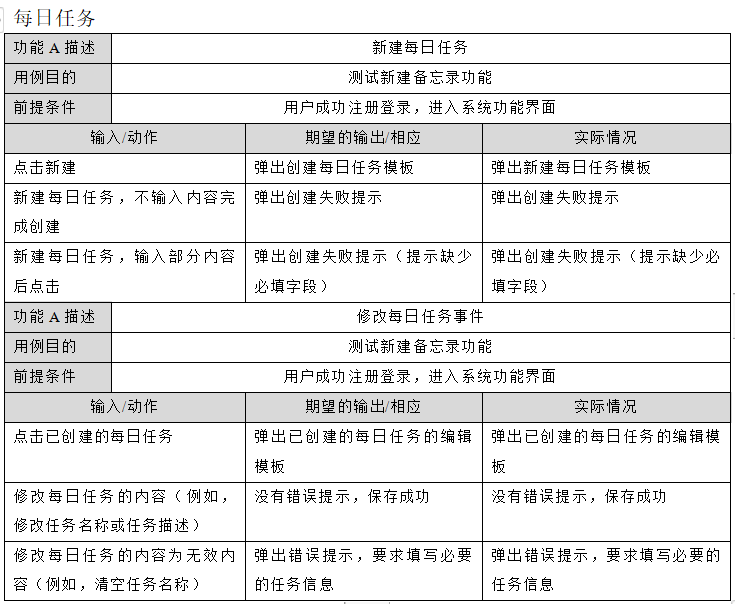 每日任务
功能 A 描述 新建每日任务
用例目的 测试新建备忘录功能
前提条件 用户成功注册登录，进入系统功能界面
输入/动作 期望的输出/相应 实际情况
点击新建 弹出创建每日任务模板 弹出新建每日任务模板
新建每日任务，不输入内容完 弹出创建失败提示 弹出创建失败提示
成创建
新建每日任务，输入部分内容 弹出创建失败提示（提示缺少 弹出创建失败提示（提示缺少必
后点击 必填字段） 填字段）
功能 A 描述 修改每日任务事件
用例目的 测试新建备忘录功能
前提条件 用户成功注册登录，进入系统功能界面
输入/动作 期望的输出/相应 实际情况
点击已创建的每日任务 弹出已创建的每日任务的编辑 弹出已创建的每日任务的编辑模
模板 板
修改每日任务的内容（例如， 没有错误提示，保存成功 没有错误提示，保存成功
修改任务名称或任务描述）
修改每日任务的内容为无效内 弹出错误提示，要求填写必要 弹出错误提示，要求填写必要的
容（例如，清空任务名称） 的任务信息 任务信息